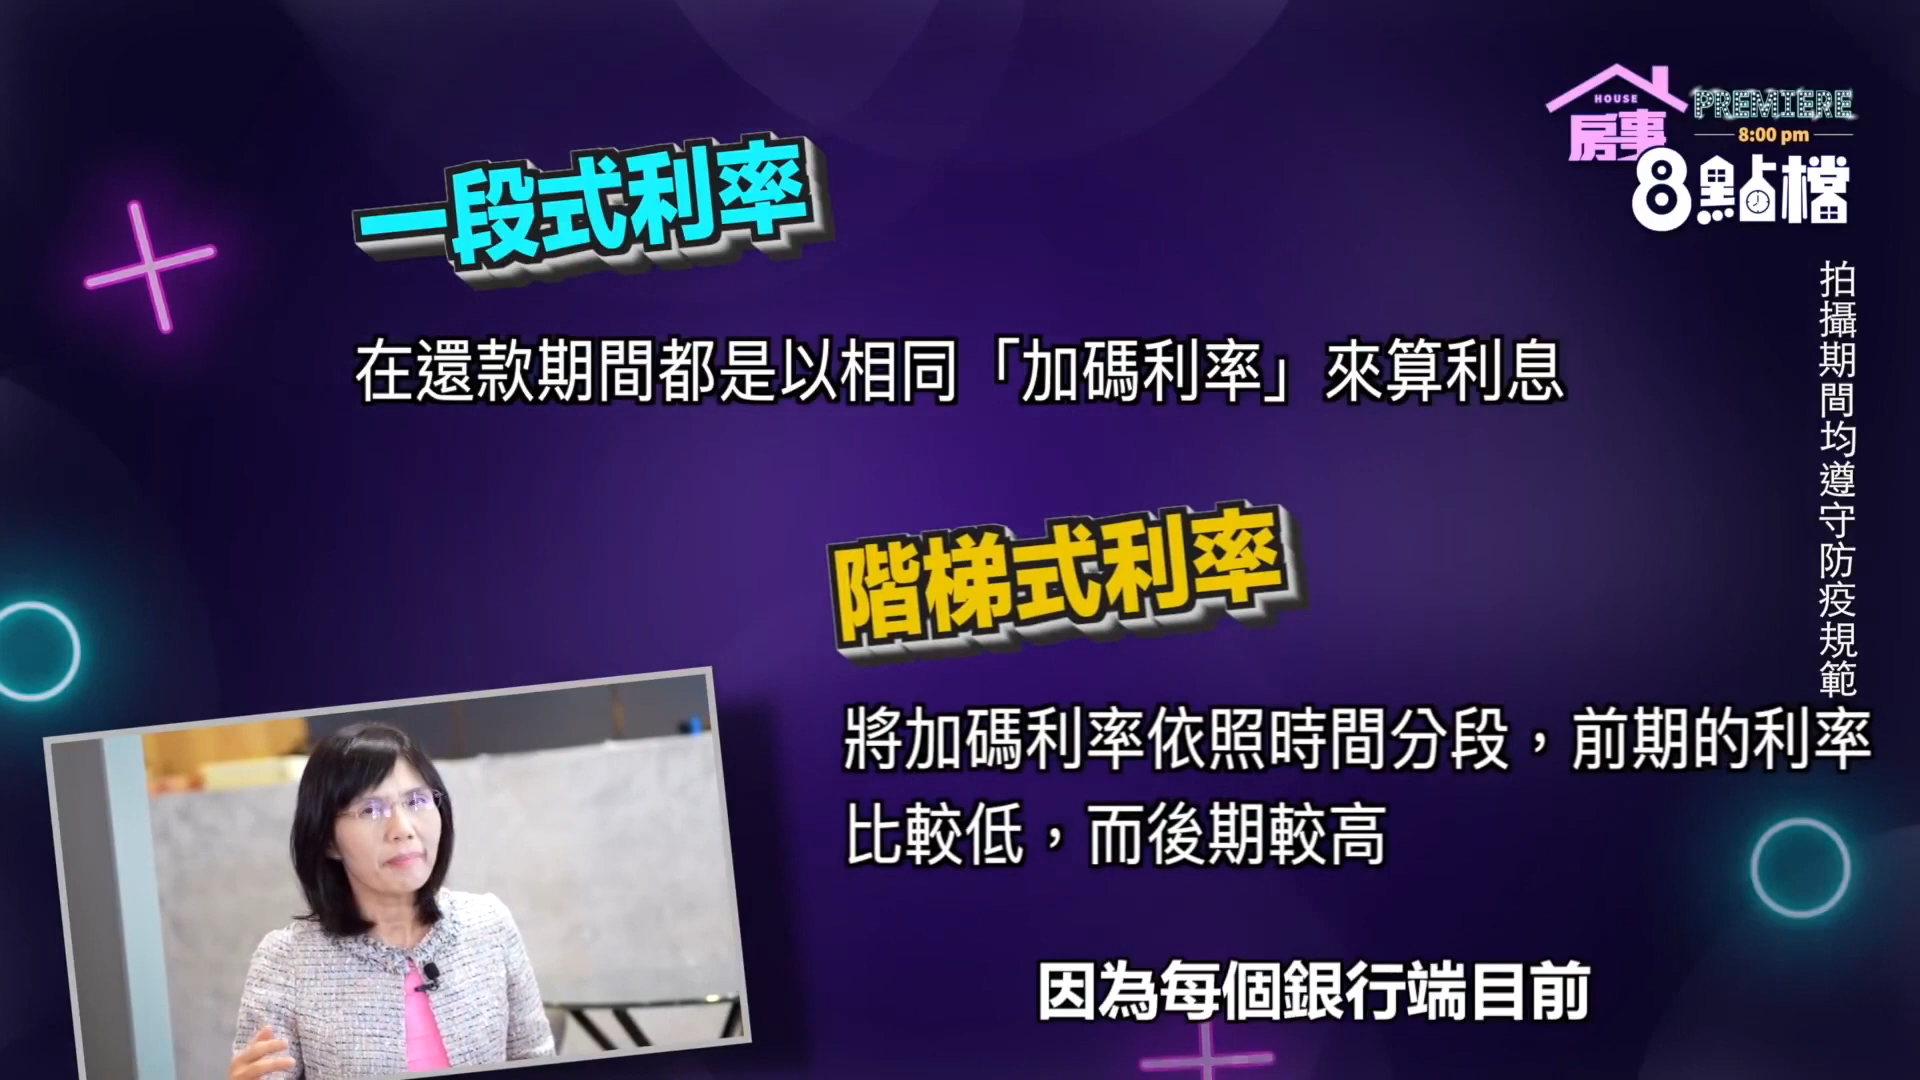 HOUSE
房事
PREMIERE
8:00 pm
8點檔
一段式利率
在還款期間都是以相同「加碼利率」來算利息
拍攝期間均遵守防疫規範
階梯式利率
將加碼利率依照時間分段，前期的利率
比較低，而後期較高
因為每個銀行端目前